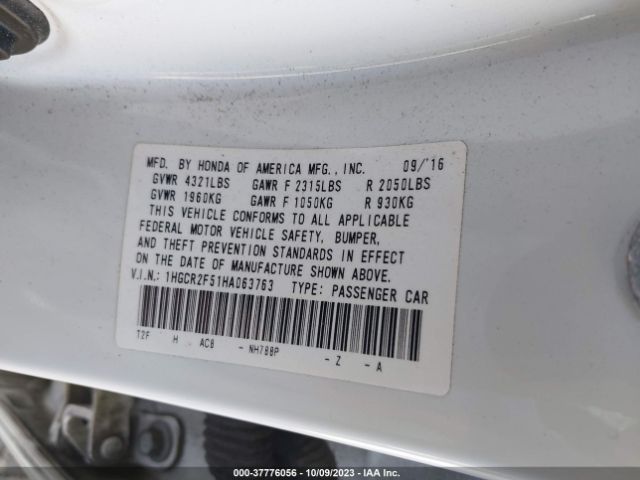 MFD. BY HONDA OF AMERICA MFG., INC. 09/'16
GVWR 4321LBS GAWR F 2315LBS R 2050LBS
GVWR 1960KG GAWR F 1050KG R 930KG
THIS VEHICLE CONFORMS TO ALL APPLICABLE
FEDERAL MOTOR VEHICLE SAFETY, BUMPER,
AND THEFT PREVENTION STANDARDS IN EFFECT
ON THE DATE OF MANUFACTURE SHOWN ABOVE.
V.I.N.: 1HGCR2F51HA063763 TYPE: PASSENGER CAR
T2F H AC8 - NH788P - Z - A
000-37776056 - 10/09/2023 - IAA Inc.